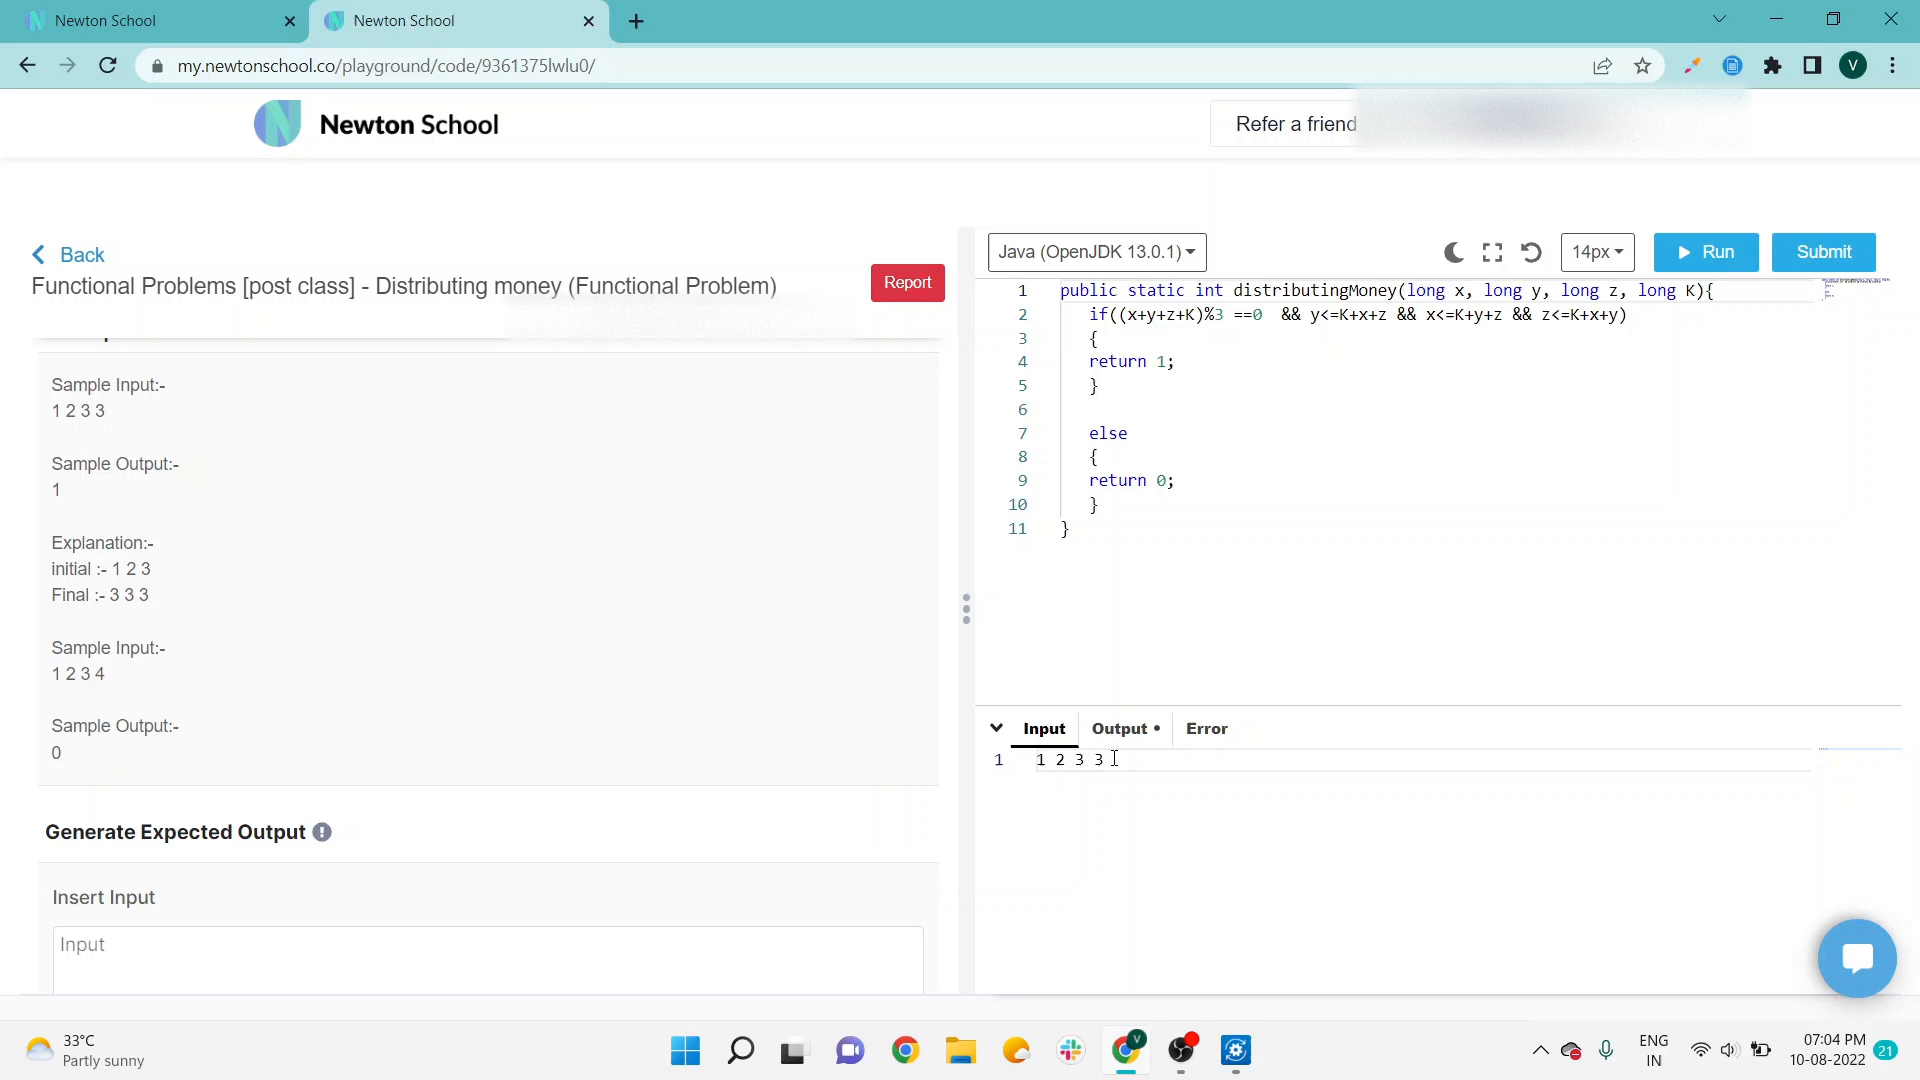 Newton School
Newton School
my.newtonschool.co/playground/code/9361375lwlu0/
V
Newton School
Refer a friend
Back
Functional Problems [post class] - Distributing money (Functional Problem)
Report
Sample Input:-
1 2 3 3
Sample Output:-
1
Explanation:-
initial :- 1 2 3
Final :- 3 3 3
Sample Input:-
1 2 3 4
Sample Output:-
0
Generate Expected Output
Insert Input
Input
Java (OpenJDK 13.0.1)
14px
Run
Submit
1 public static int distributingMoney(long x, long y, long z, long K){
2 if((x+y+z+K)%3 ==0 && y<=K+x+z && x<=K+y+z && z<=K+x+y)
3 {
4 return 1;
5 }
6
7 else
8 {
9 return 0;
10 }
11 }
Input Output • Error
1 1 2 3 3
33°C
Partly sunny
V
ENG
IN
07:04 PM
10-08-2022
21